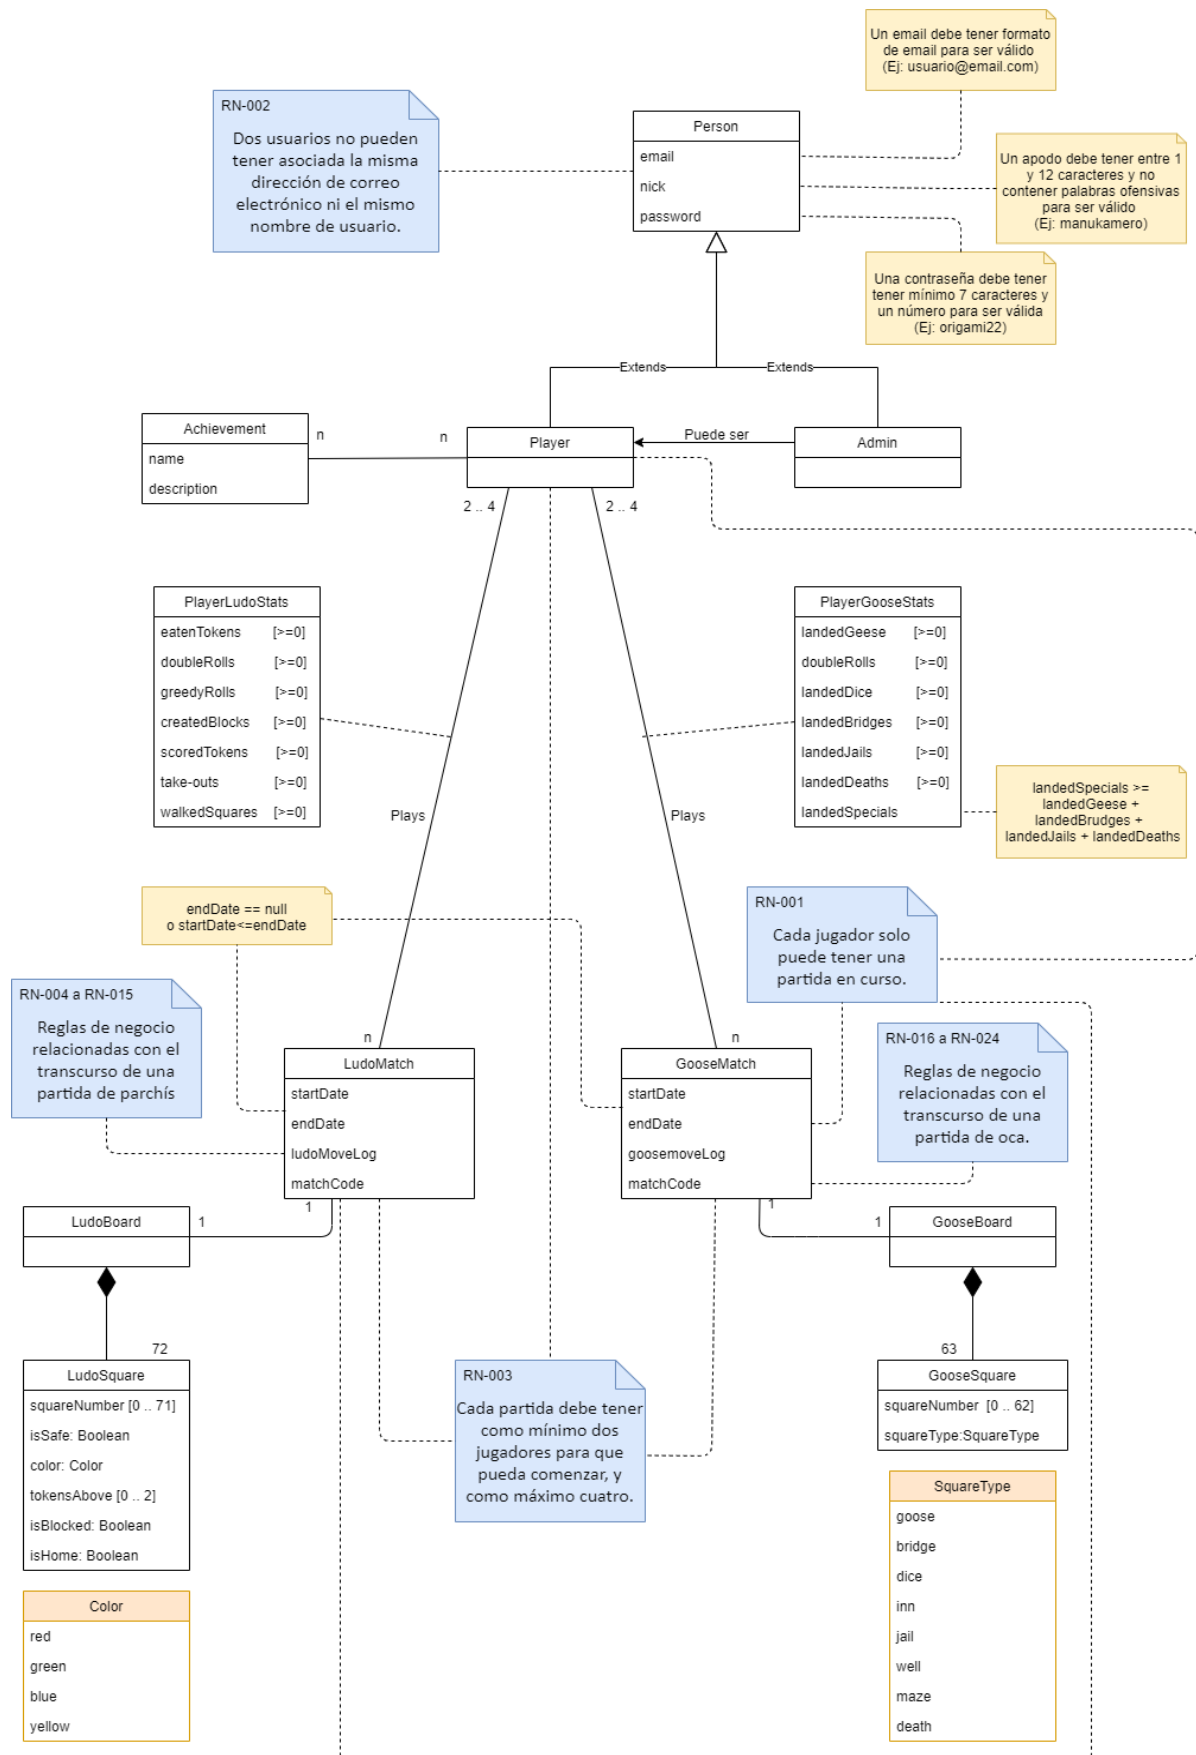 Un email debe tener formato
de email para ser válido
(Ej: usuario@email.com)
RN-002
Dos usuarios no pueden
tener asociada la misma
dirección de correo
electrónico ni el mismo
nombre de usuario.
Person
email
nick
password
Un apodo debe tener entre 1
y 12 caracteres y no
contener palabras ofensivas
para ser válido
(Ej: manukamero)
Una contraseña debe tener
tener mínimo 7 caracteres y
un número para ser válida
(Ej: origami22)
Extends
Extends
Achievement
name
description
n
n
Player
Puede ser
Admin
2 .. 4
2 .. 4
PlayerLudoStats
eatenTokens [>=0]
doubleRolls [>=0]
greedyRolls [>=0]
createdBlocks [>=0]
scoredTokens [>=0]
take-outs [>=0]
walkedSquares [>=0]
PlayerGooseStats
landedGeese [>=0]
doubleRolls [>=0]
landedDice [>=0]
landedBridges [>=0]
landedJails [>=0]
landedDeaths [>=0]
landedSpecials
landedSpecials >=
landedGeese +
landedBrudges +
landedJails + landedDeaths
Plays
Plays
endDate == null
o startDate<=endDate
RN-001
Cada jugador solo
puede tener una
partida en curso.
RN-004 a RN-015
Reglas de negocio
relacionadas con el
transcurso de una
partida de parchís
n
n
LudoMatch
startDate
endDate
ludoMoveLog
matchCode
GooseMatch
startDate
endDate
goosemoveLog
matchCode
RN-016 a RN-024
Reglas de negocio
relacionadas con el
transcurso de una
partida de oca.
LudoBoard
1
1
1
1
GooseBoard
72
LudoSquare
squareNumber [0 .. 71]
isSafe: Boolean
color: Color
tokensAbove [0 .. 2]
isBlocked: Boolean
isHome: Boolean
RN-003
Cada partida debe tener
como mínimo dos
jugadores para que
pueda comenzar, y
como máximo cuatro.
63
GooseSquare
squareNumber [0 .. 62]
squareType:SquareType
SquareType
goose
bridge
dice
inn
jail
well
maze
death
Color
red
green
blue
yellow